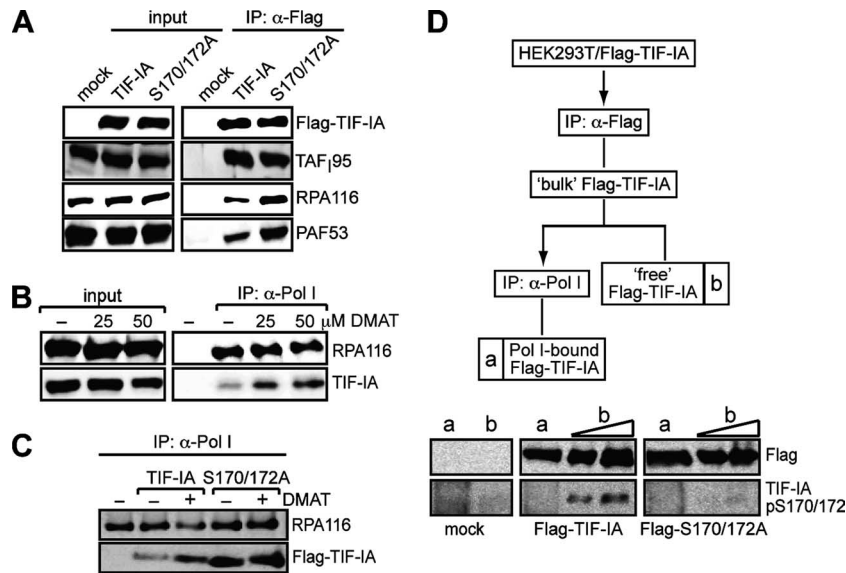 A
input
IP: α-Flag
mock
TIF-IA
S170/172A
mock
TIF-IA
S170/172A
Flag-TIF-IA
TAFI95
RPA116
PAF53
B
input
IP: α-Pol I
– 25 50 – – 25 50 μM DMAT
RPA116
TIF-IA
C
IP: α-Pol I
TIF-IA S170/172A
– – + – + DMAT
RPA116
Flag-TIF-IA
D
HEK293T/Flag-TIF-IA
IP: α-Flag
'bulk' Flag-TIF-IA
IP: α-Pol I
'free'
Flag-TIF-IA
b
a
Pol I-bound
Flag-TIF-IA
a b a b a b
Flag
TIF-IA
pS170/172
mock
Flag-TIF-IA
Flag-S170/172A